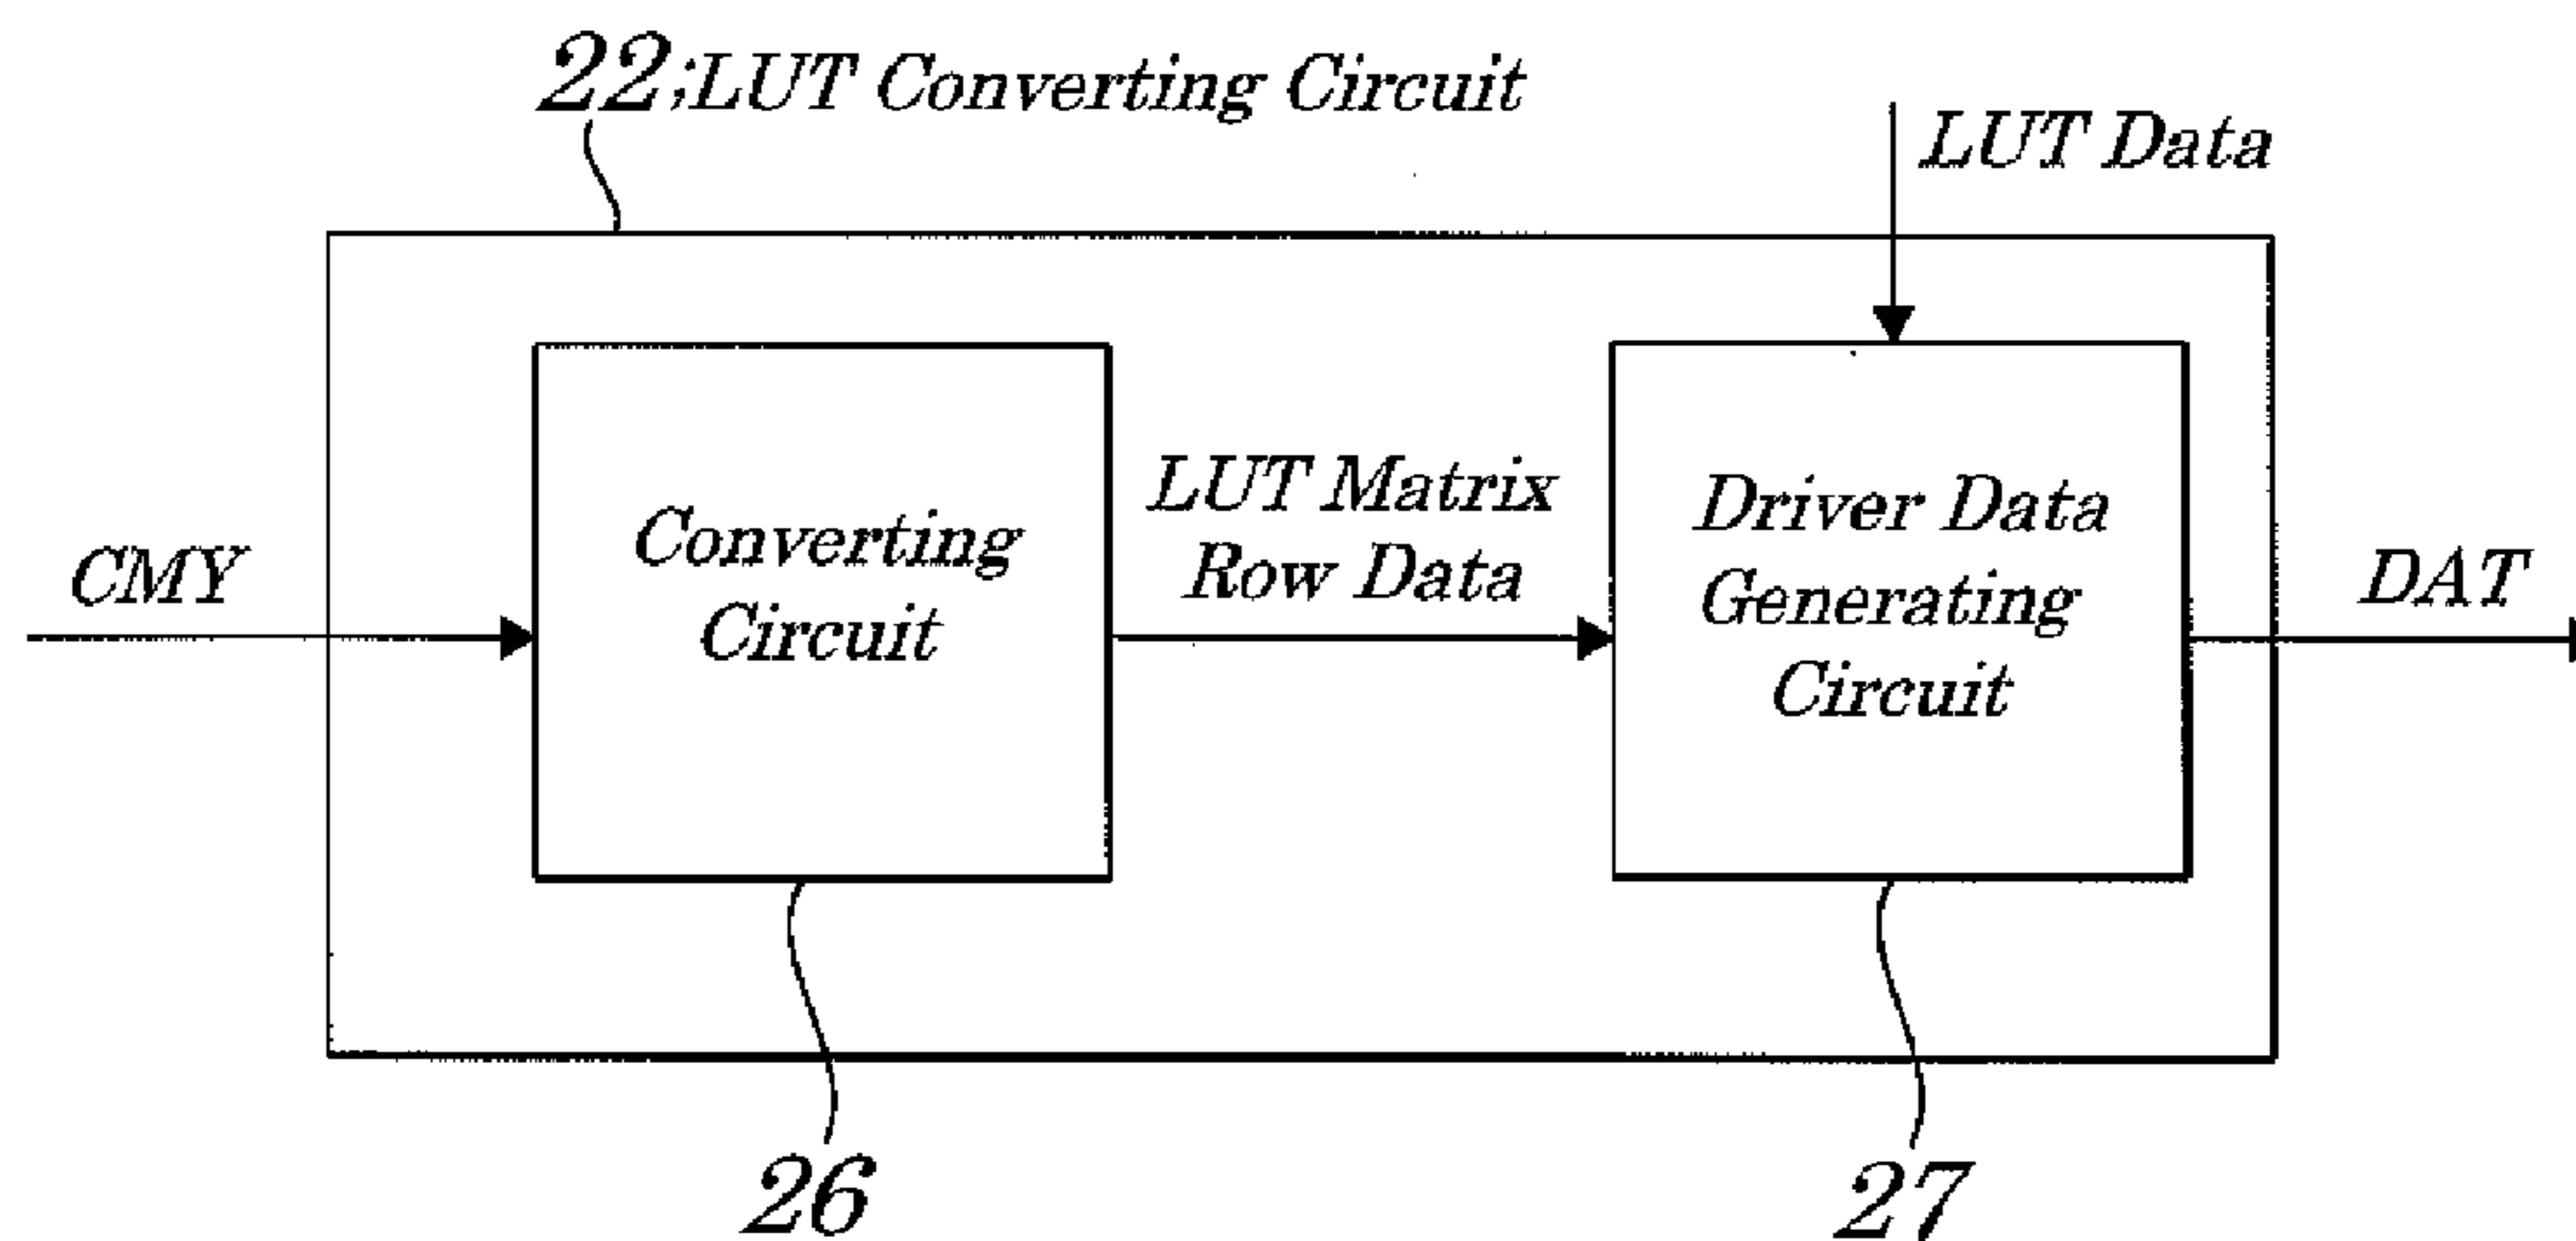 22;LUT Converting Circuit
LUT Data
CMY
Converting
Circuit
LUT Matrix
Row Data
Driver Data
Generating
Circuit
DAT
26
27